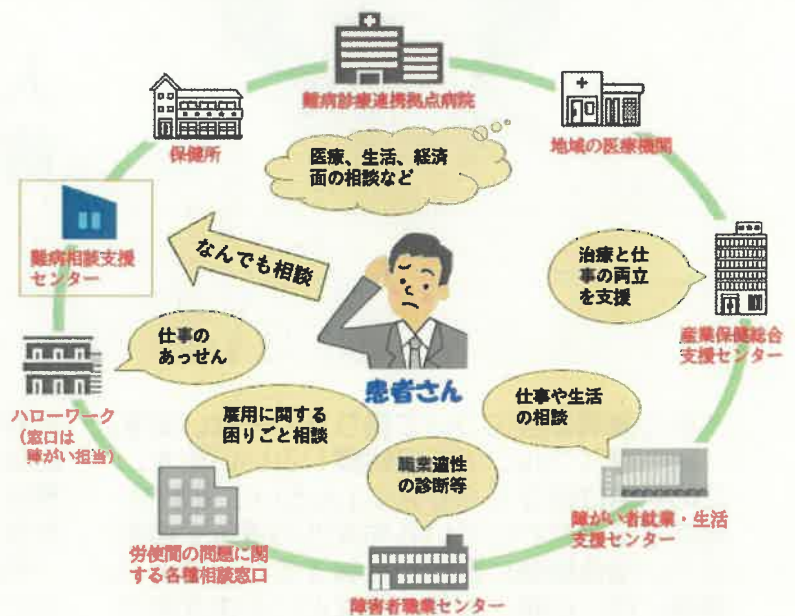 難病診療連携拠点病院
保健所
地域の医療機関
医療、生活、経済
面の相談など
難病相談支援
センター
なんでも相談
治療と仕
事の両立
を支援
産業保健総合
支援センター
仕事の
あっせん
患者さん
ハローワーク
(窓口は
障がい担当)
雇用に関する
困りごと相談
仕事や生活
の相談
職業適性
の診断等
労使間の問題に関
する各種相談窓口
障がい者就業・生活
支援センター
障害者職業センター